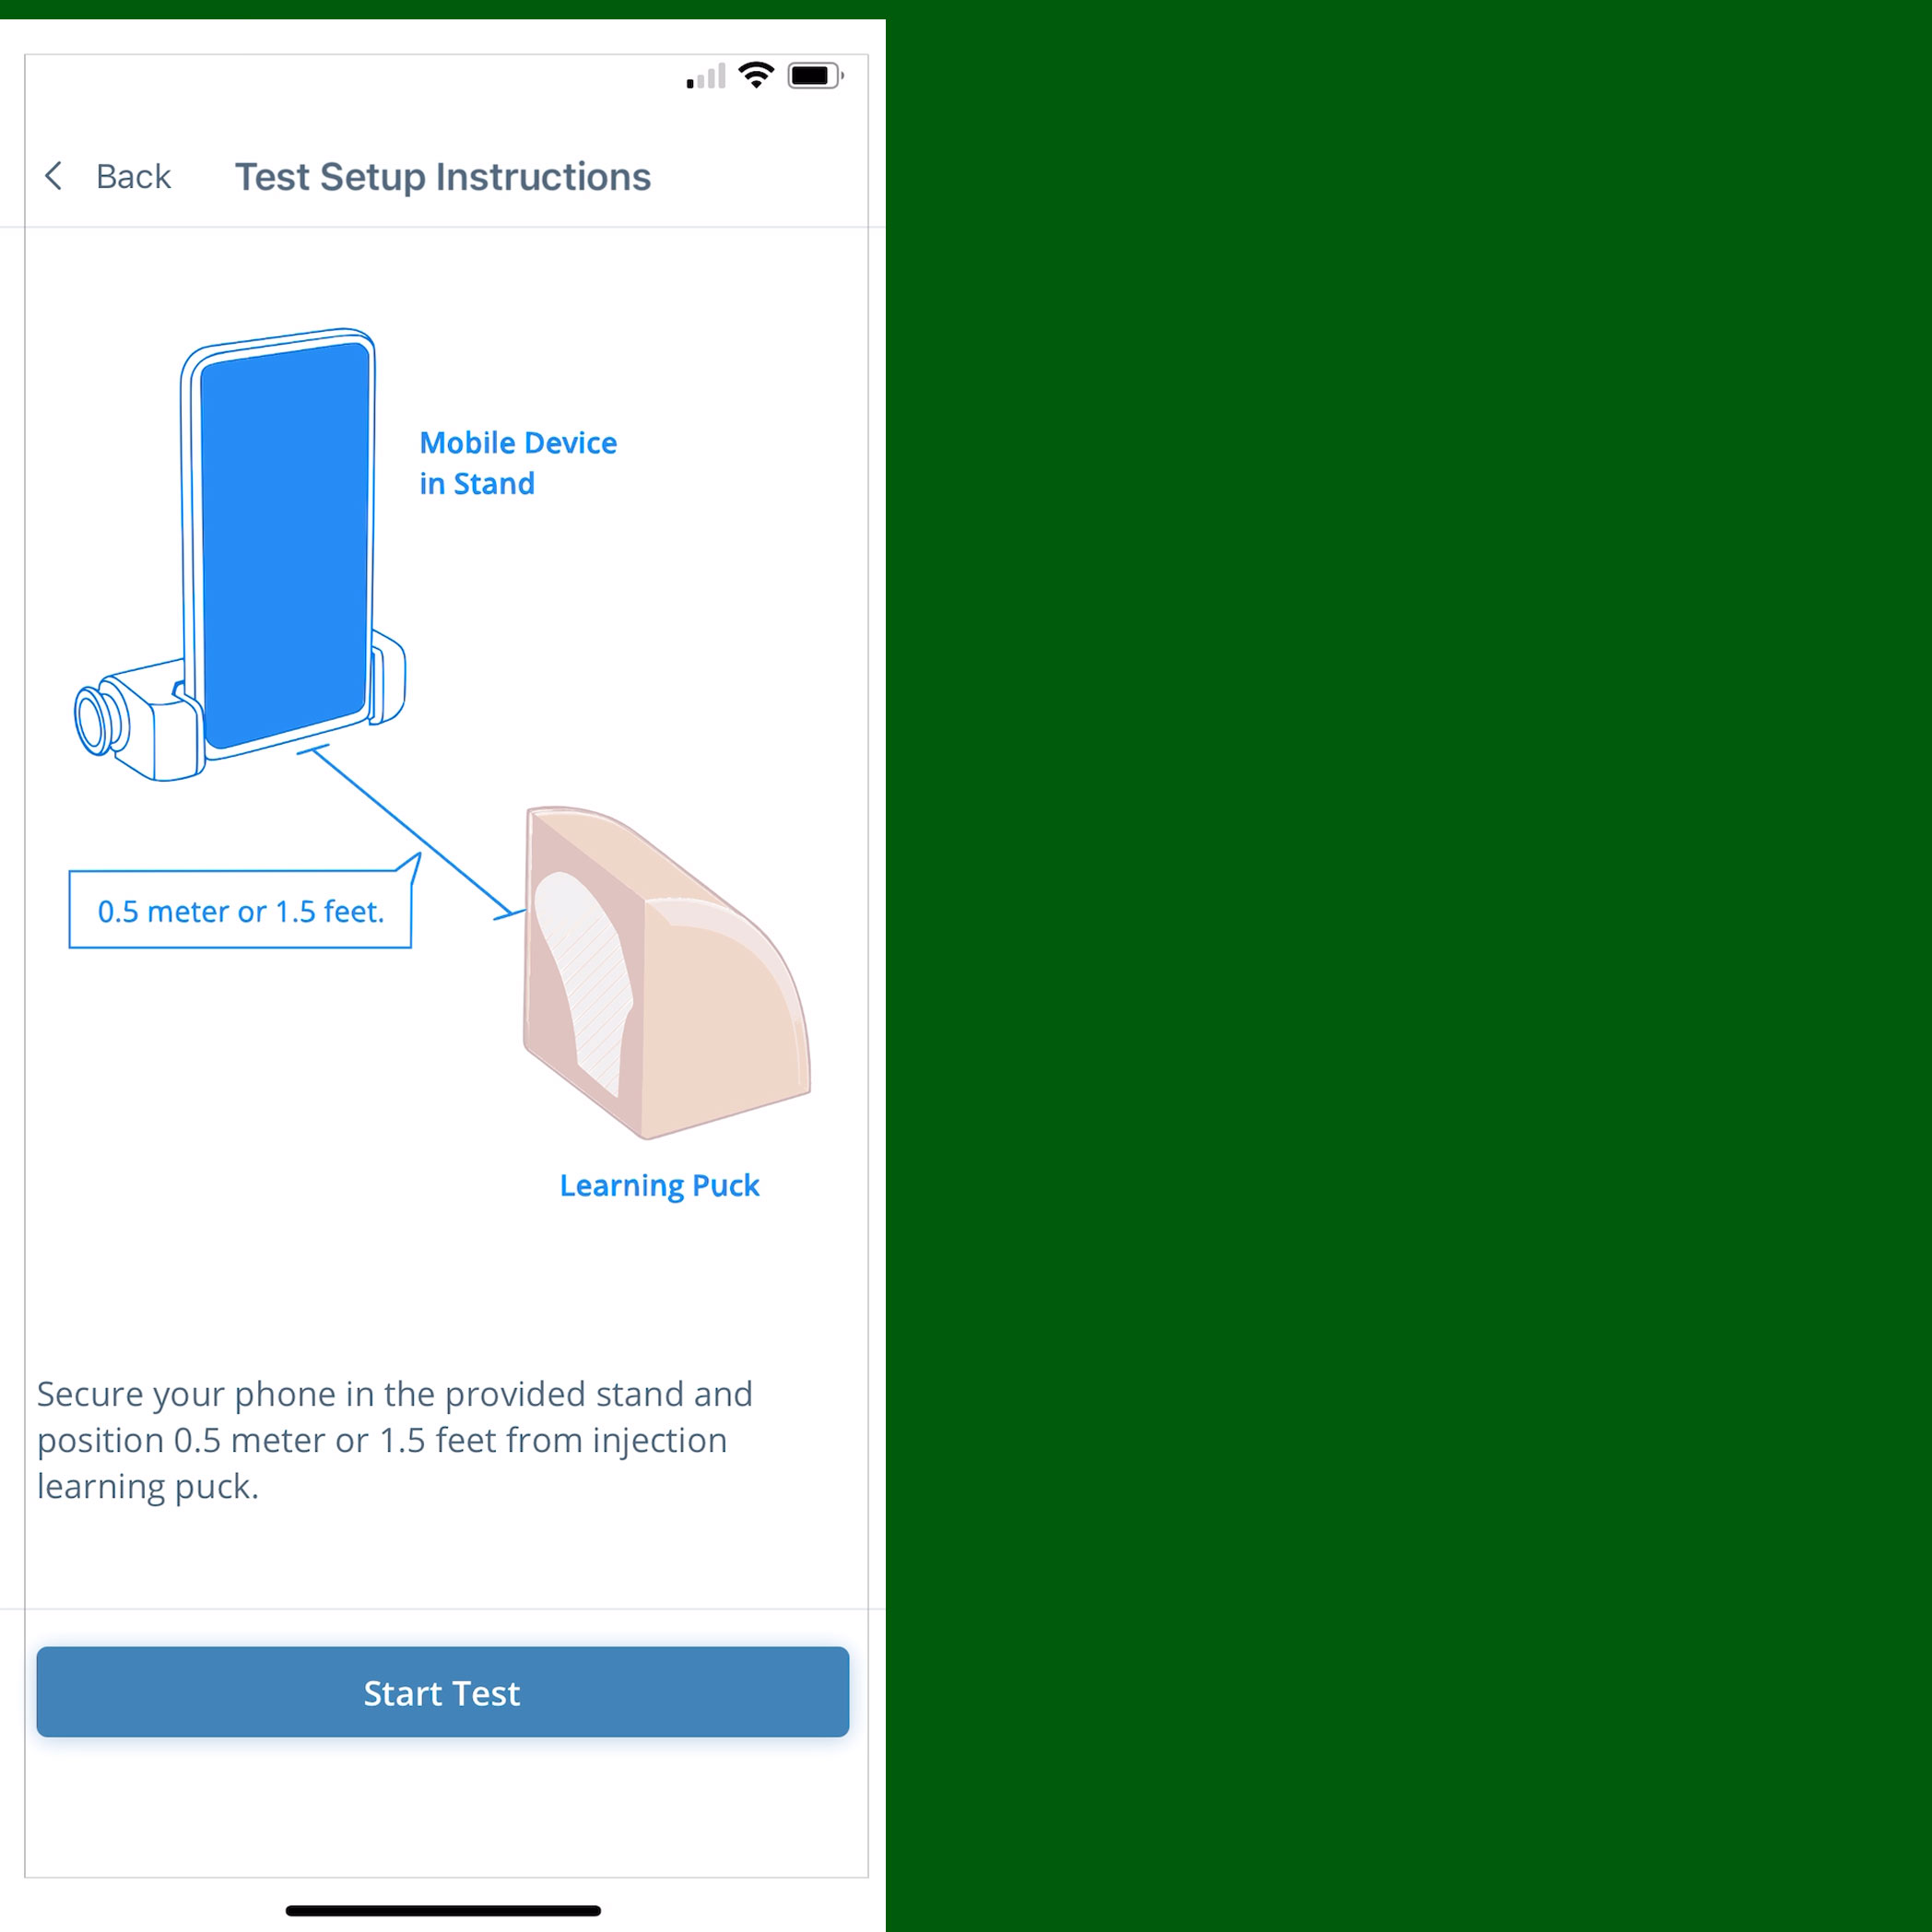 Back
Test Setup Instructions
Mobile Device
in Stand
0.5 meter or 1.5 feet.
Learning Puck
Secure your phone in the provided stand and
position 0.5 meter or 1.5 feet from injection
learning puck.
Start Test